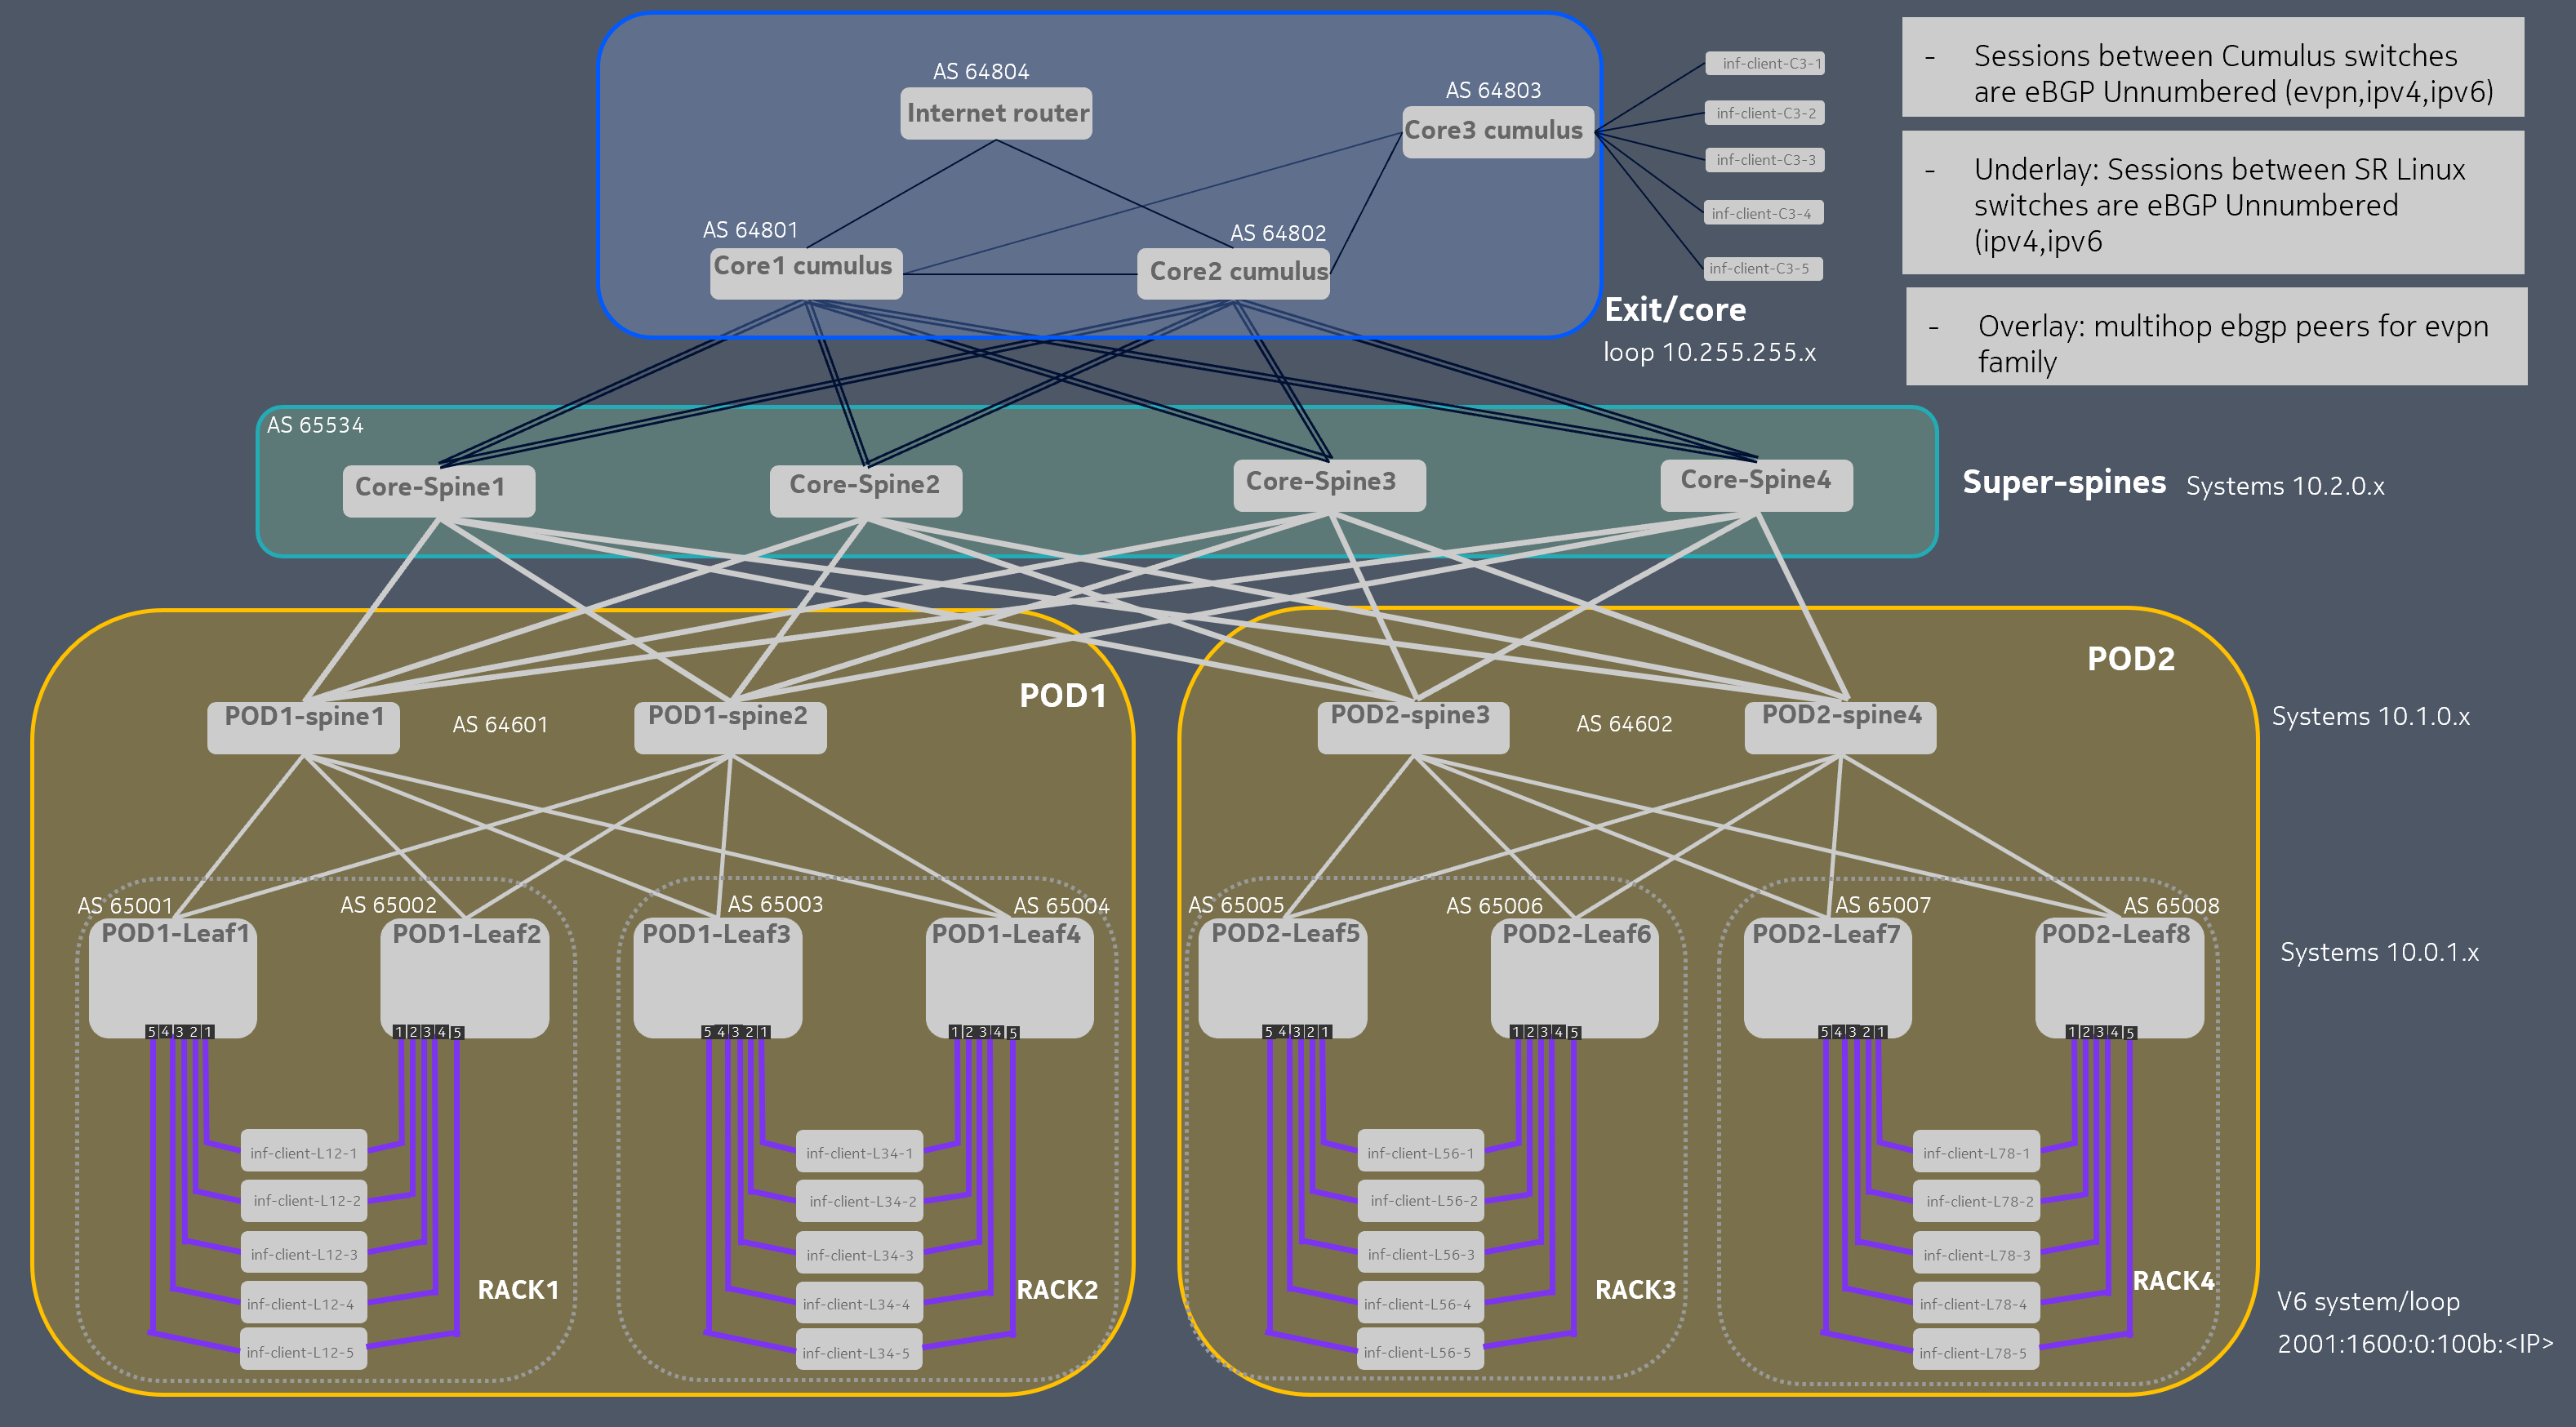 AS 64804
Internet router
AS 64803
Core3 cumulus
AS 64801
Core1 cumulus
AS 64802
Core2 cumulus
inf-client-C3-1
inf-client-C3-2
inf-client-C3-3
inf-client-C3-4
inf-client-C3-5
Exit/core
loop 10.255.255.x
- Sessions between Cumulus switches
are eBGP Unnumbered (evpn,ipv4,ipv6)
- Underlay: Sessions between SR Linux
switches are eBGP Unnumbered
(ipv4,ipv6
- Overlay: multihop ebgp peers for evpn
family
AS 65534
Core-Spine1
Core-Spine2
Core-Spine3
Core-Spine4
Super-spines
Systems 10.2.0.x
POD1
POD1-spine1
AS 64601
POD1-spine2
POD2
POD2-spine3
AS 64602
POD2-spine4
Systems 10.1.0.x
AS 65001
POD1-Leaf1
5 4 3 2 1
AS 65002
POD1-Leaf2
1 2 3 4 5
AS 65003
POD1-Leaf3
5 4 3 2 1
AS 65004
POD1-Leaf4
1 2 3 4 5
AS 65005
POD2-Leaf5
5 4 3 2 1
AS 65006
POD2-Leaf6
1 2 3 4 5
AS 65007
POD2-Leaf7
5 4 3 2 1
AS 65008
POD2-Leaf8
1 2 3 4 5
Systems 10.0.1.x
inf-client-L12-1
inf-client-L12-2
inf-client-L12-3
inf-client-L12-4
inf-client-L12-5
RACK1
inf-client-L34-1
inf-client-L34-2
inf-client-L34-3
inf-client-L34-4
inf-client-L34-5
RACK2
inf-client-L56-1
inf-client-L56-2
inf-client-L56-3
inf-client-L56-4
inf-client-L56-5
RACK3
inf-client-L78-1
inf-client-L78-2
inf-client-L78-3
inf-client-L78-4
inf-client-L78-5
RACK4
V6 system/loop
2001:1600:0:100b:<IP>